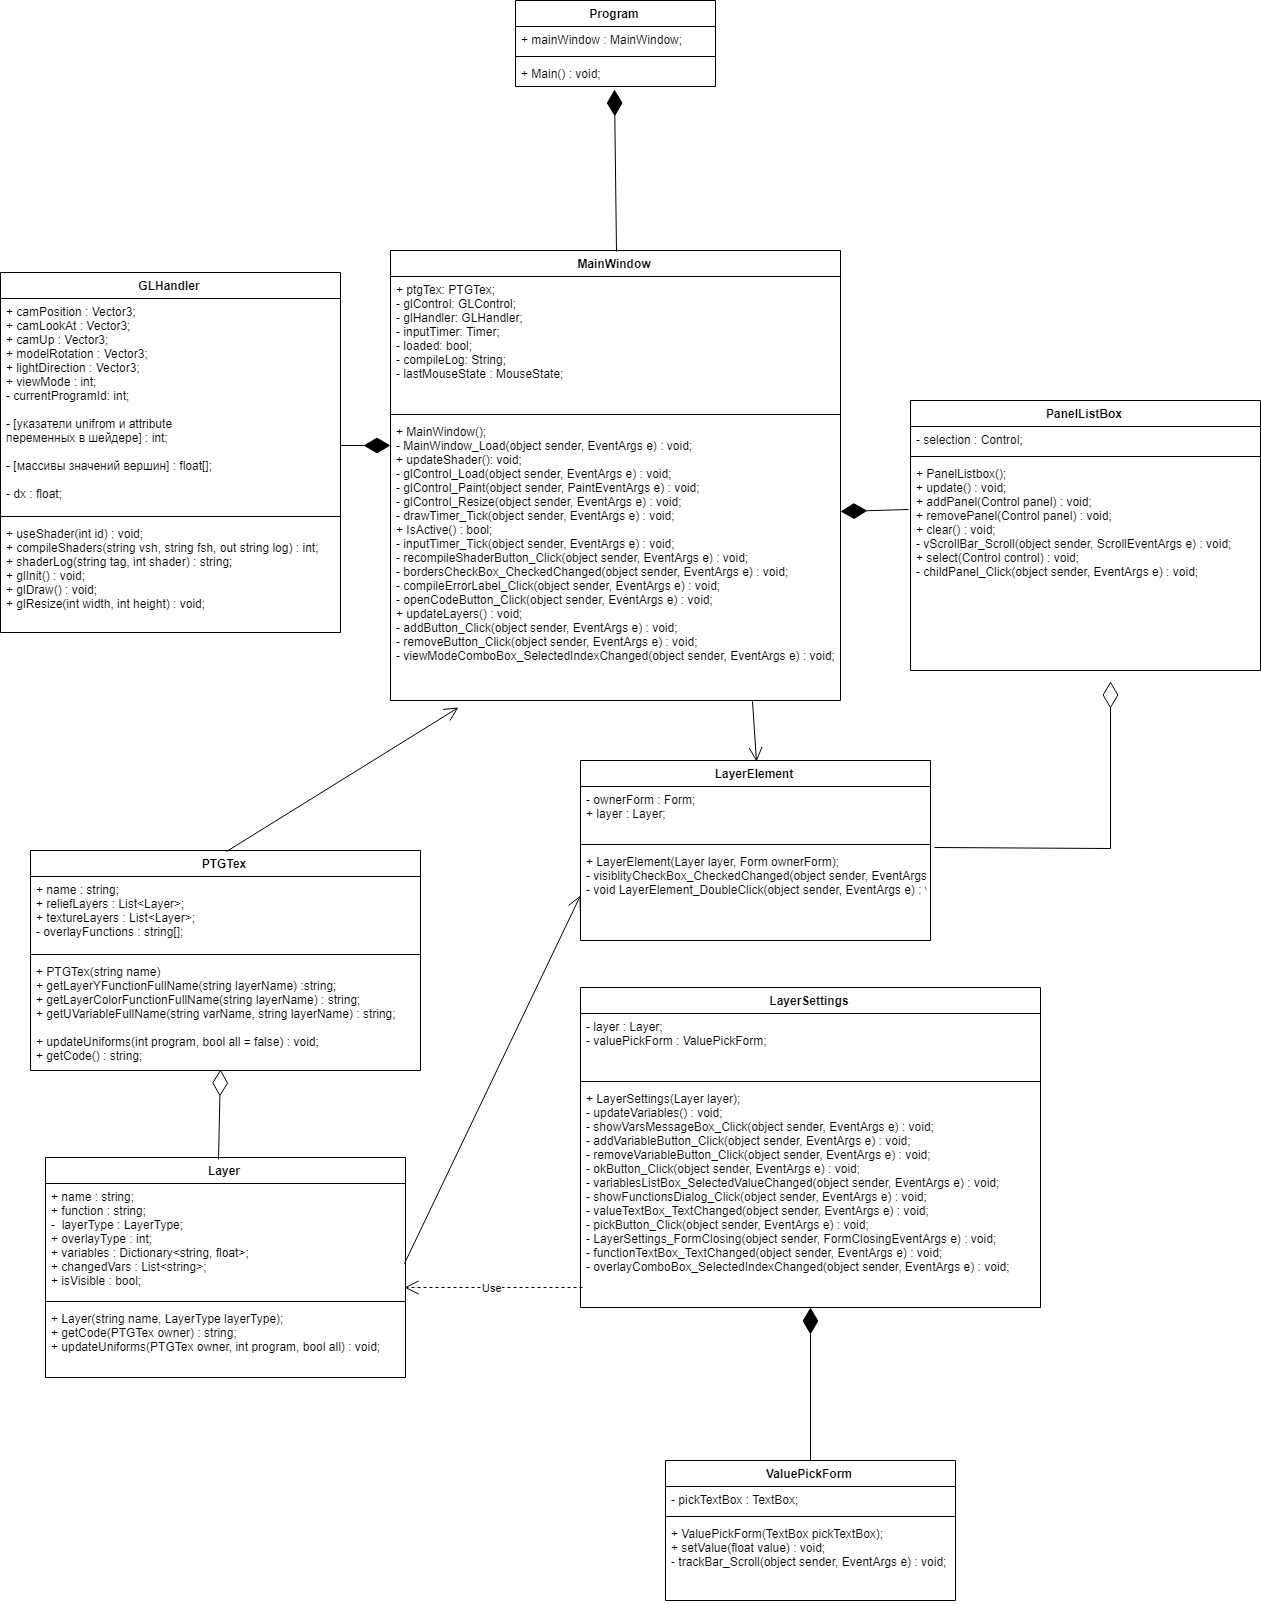 Program
+ mainWindow : MainWindow;
+ Main() : void;
MainWindow
+ ptgTex: PTGTex;
- glControl: GLControl;
- glHandler: GLHandler;
- inputTimer: Timer;
- loaded: bool;
- compileLog: String;
- lastMouseState : MouseState;
+ MainWindow();
- MainWindow_Load(object sender, EventArgs e) : void;
+ updateShader(): void;
- glControl_Load(object sender, EventArgs e) : void;
- glControl_Paint(object sender, PaintEventArgs e) : void;
- glControl_Resize(object sender, EventArgs e) : void;
- drawTimer_Tick(object sender, EventArgs e) : void;
+ IsActive() : bool;
- inputTimer_Tick(object sender, EventArgs e) : void;
- recompileShaderButton_Click(object sender, EventArgs e) : void;
- bordersCheckBox_CheckedChanged(object sender, EventArgs e) : void;
- compileErrorLabel_Click(object sender, EventArgs e) : void;
- openCodeButton_Click(object sender, EventArgs e) : void;
+ updateLayers() : void;
- addButton_Click(object sender, EventArgs e) : void;
- removeButton_Click(object sender, EventArgs e) : void;
- viewModeComboBox_SelectedIndexChanged(object sender, EventArgs e) : void;
GLHandler
+ camPosition : Vector3;
+ camLookAt : Vector3;
+ camUp : Vector3;
+ modelRotation : Vector3;
+ lightDirection : Vector3;
+ viewMode : int;
- currentProgramId: int;
- [указатели unifrom и attribute
переменных в шейдере] : int;
- [массивы значений вершин] : float[];
- dx : float;
+ useShader(int id) : void;
+ compileShaders(string vsh, string fsh, out string log) : int;
+ shaderLog(string tag, int shader) : string;
+ glInit() : void;
+ glDraw() : void;
+ glResize(int width, int height) : void;
PanelListBox
- selection : Control;
+ PanelListbox();
+ update() : void;
+ addPanel(Control panel) : void;
+ removePanel(Control panel) : void;
+ clear() : void;
- vScrollBar_Scroll(object sender, ScrollEventArgs e) : void;
+ select(Control control) : void;
- childPanel_Click(object sender, EventArgs e) : void;
LayerElement
- ownerForm : Form;
+ layer : Layer;
+ LayerElement(Layer layer, Form ownerForm);
- visiblityCheckBox_CheckedChanged(object sender, EventArgs
- void LayerElement_DoubleClick(object sender, EventArgs e) :
PTGTex
+ name : string;
+ reliefLayers : List<Layer>;
+ textureLayers : List<Layer>;
- overlayFunctions : string[];
+ PTGTex(string name)
+ getLayerYFunctionFullName(string layerName) :string;
+ getLayerColorFunctionFullName(string layerName) : string;
+ getUVariableFullName(string varName, string layerName) : string;
+ updateUniforms(int program, bool all = false) : void;
+ getCode() : string;
LayerSettings
- layer : Layer;
- valuePickForm : ValuePickForm;
+ LayerSettings(Layer layer);
- updateVariables() : void;
- showVarsMessageBox_Click(object sender, EventArgs e) : void;
- addVariableButton_Click(object sender, EventArgs e) : void;
- removeVariableButton_Click(object sender, EventArgs e) : void;
- okButton_Click(object sender, EventArgs e) : void;
- variablesListBox_SelectedValueChanged(object sender, EventArgs e) : void;
- showFunctionsDialog_Click(object sender, EventArgs e) : void;
- valueTextBox_TextChanged(object sender, EventArgs e) : void;
- pickButton_Click(object sender, EventArgs e) : void;
- LayerSettings_FormClosing(object sender, FormClosingEventArgs e) : void;
- functionTextBox_TextChanged(object sender, EventArgs e) : void;
- overlayComboBox_SelectedIndexChanged(object sender, EventArgs e) : void;
Layer
+ name : string;
+ function : string;
- layerType : LayerType;
+ overlayType : int;
+ variables : Dictionary<string, float>;
+ changedVars : List<string>;
+ isVisible : bool;
+ Layer(string name, LayerType layerType);
+ getCode(PTGTex owner) : string;
+ updateUniforms(PTGTex owner, int program, bool all) : void;
Use
ValuePickForm
- pickTextBox : TextBox;
+ ValuePickForm(TextBox pickTextBox);
+ setValue(float value) : void;
- trackBar_Scroll(object sender, EventArgs e) : void;